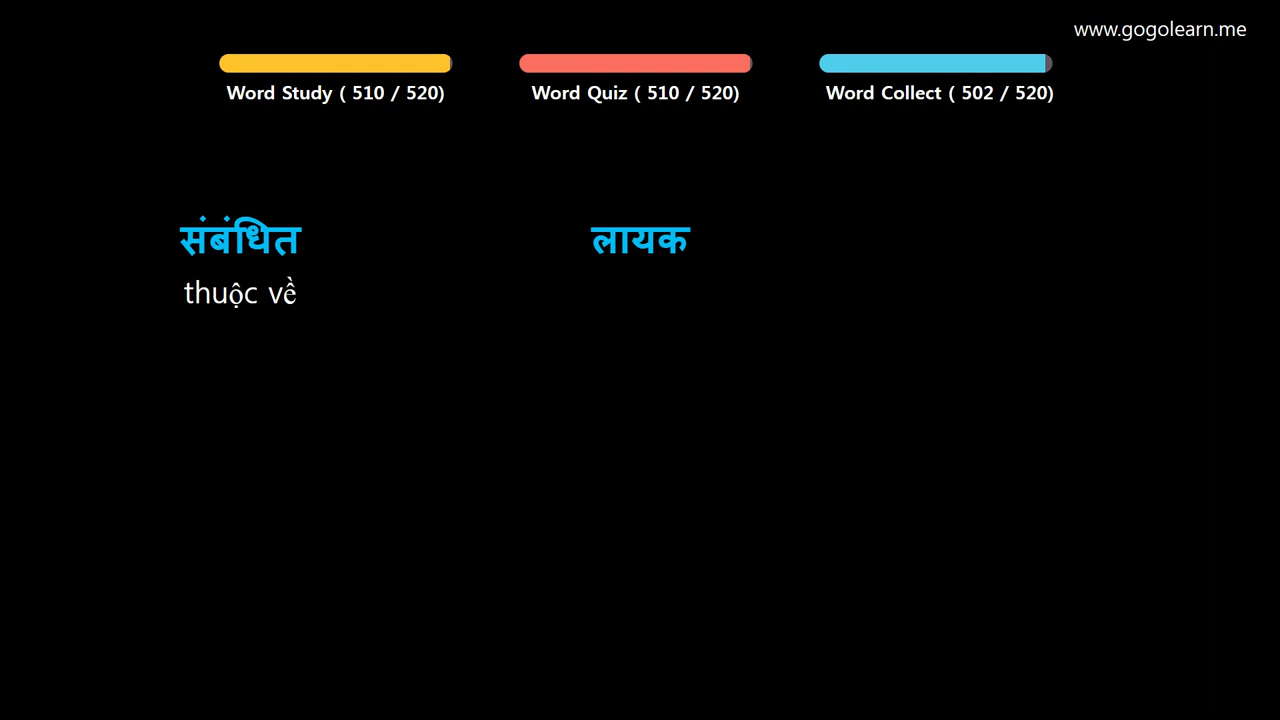 www.gogolearn.me
Word Study ( 510 / 520)
Word Quiz ( 510 / 520)
Word Collect ( 502 / 520)
संबंधित
लायक
thuộc về